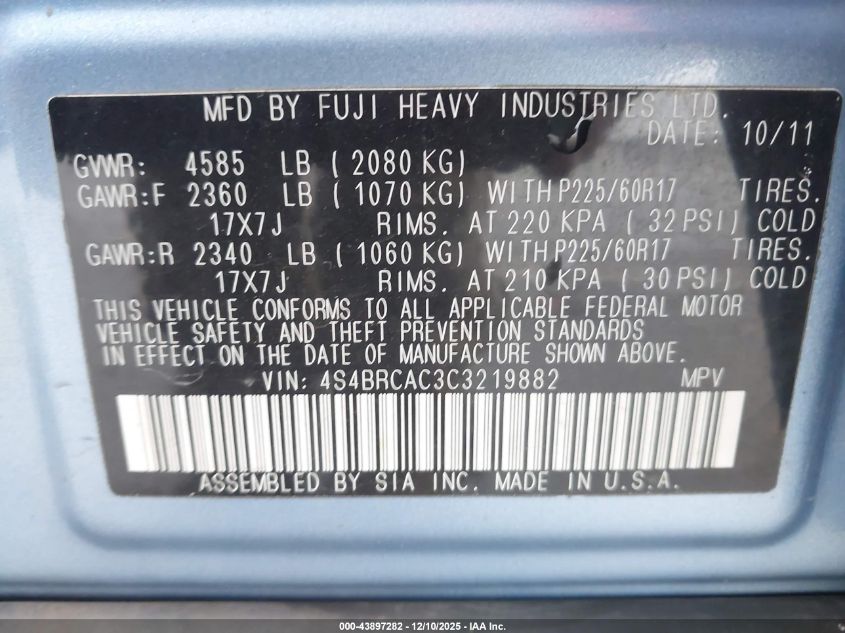 MFD BY FUJI HEAVY INDUSTRIES LTD.
DATE: 10/11
GVWR: 4585 LB ( 2080 KG)
GAWR:F 2360 LB ( 1070 KG) WITH P225/60R17 TIRES.
17X7J RIMS. AT 220 KPA ( 32 PSI) COLD
GAWR:R 2340 LB ( 1060 KG) WITH P225/60R17 TIRES.
17X7J RIMS. AT 210 KPA ( 30 PSI) COLD
THIS VEHICLE CONFORMS TO ALL APPLICABLE FEDERAL MOTOR
VEHICLE SAFETY AND THEFT PREVENTION STANDARDS
IN EFFECT ON THE DATE OF MANUFACTURE SHOWN ABOVE.
VIN: 4S4BRCAC3C3219882 MPV
ASSEMBLED BY SIA INC. MADE IN U.S.A.
000-43897282 - 12/10/2025 - IAA Inc.